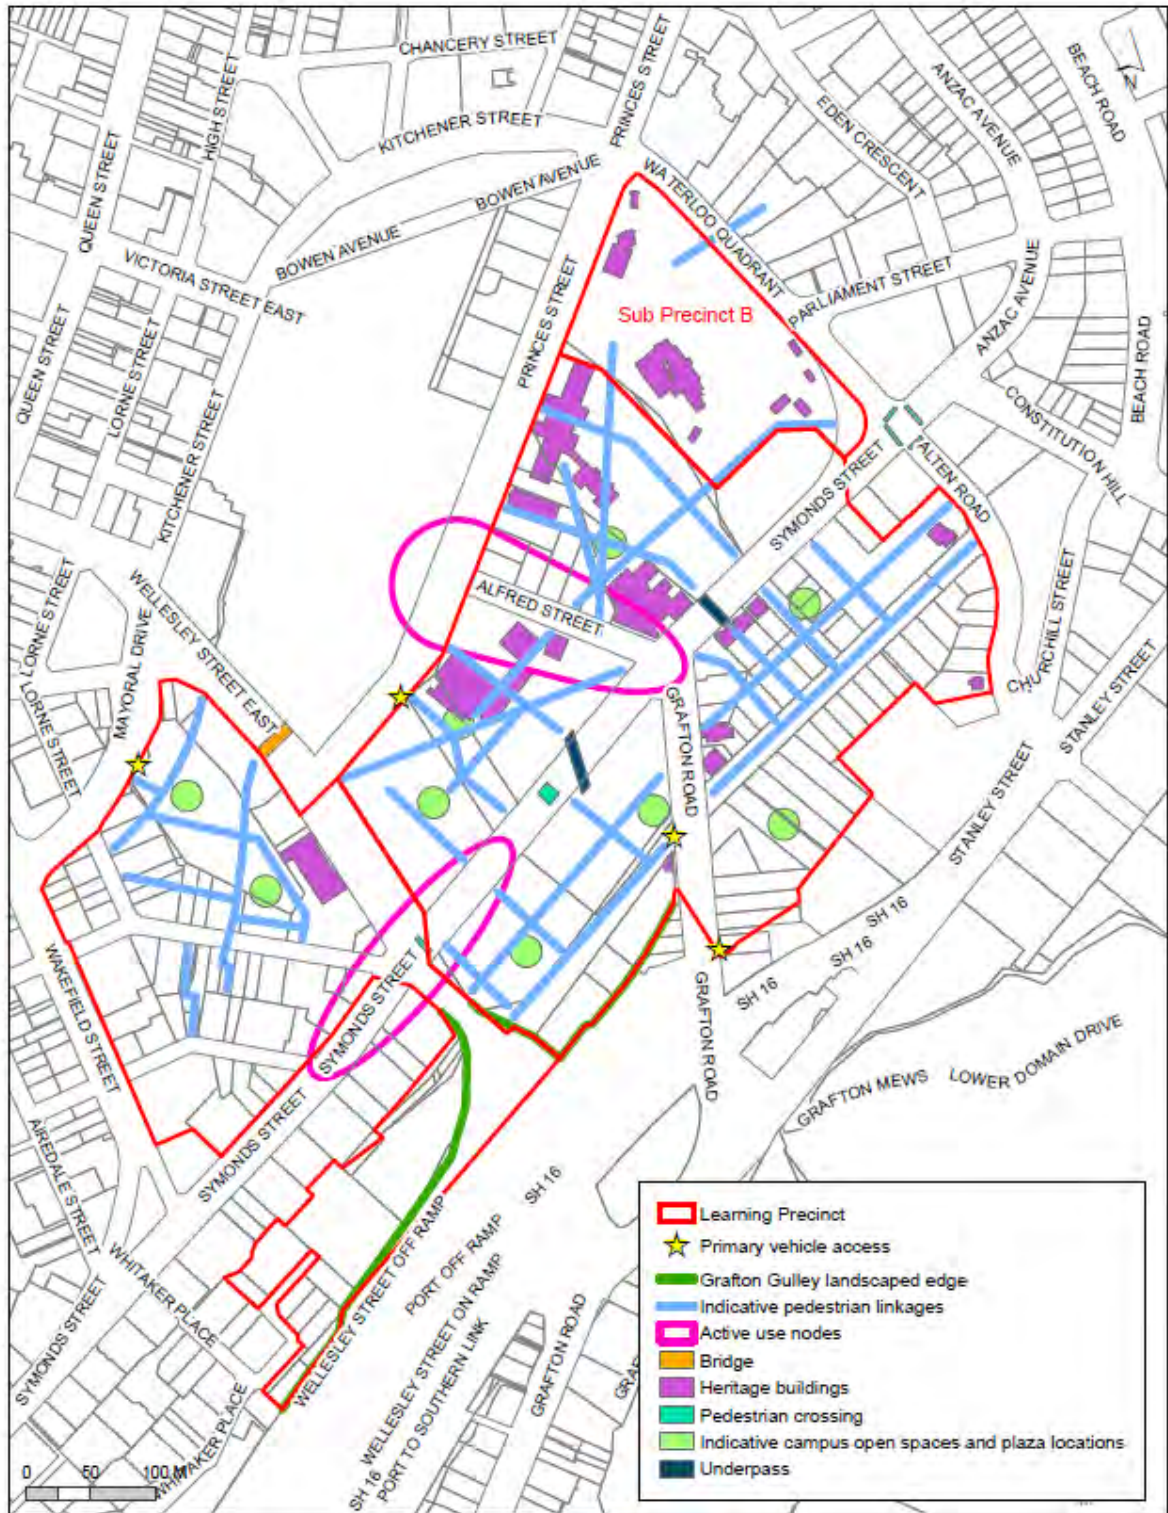 CHANCERY STREET
HIGH STREET
PRINCES STREET
BEACH ROAD
ANZAC AVENUE
N
EDEN CRESCENT
KITCHENER STREET
QUEEN STREET
BOWEN AVENUE
WATERLOO QUADRANT
BOWEN AVENUE
VICTORIA STREET EAST
PARLIAMENT STREET
ANZAC AVENUE
Sub Precinct B
PRINCES STREET
QUEEN STREET
LORNE STREET
BEACH ROAD
KITCHENER STREET
CONSTITUTION HILL
ALTEN ROAD
SYMONDS STREET
WELLESLEY STREET EAST
ALFRED STREET
LORNE STREET
MAYORAL DRIVE
CHURCHILL STREET
STANLEY STREET
LORNE STREET
GRAFTON ROAD
STANLEY STREET
SH 16
SH 16
SH 16
WAKEFIELD STREET
SYMONDS STREET
GRAFTON ROAD
GRAFTON MEWS
LOWER DOMAIN DRIVE
AIREDALE STREET
SYMONDS STREET
SH 16
WHITAKER PLACE
WELLESLEY STREET OFF RAMP
PORT OFF RAMP
SYMONDS STREET
WELLESLEY STREET ON RAMP
PORT TO SOUTHERN LINK
SH 16
GRAFTON ROAD
GRAF
WHITAKER PLACE
0 50 100 M
Learning Precinct
Primary vehicle access
Grafton Gulley landscaped edge
Indicative pedestrian linkages
Active use nodes
Bridge
Heritage buildings
Pedestrian crossing
Indicative campus open spaces and plaza locations
Underpass